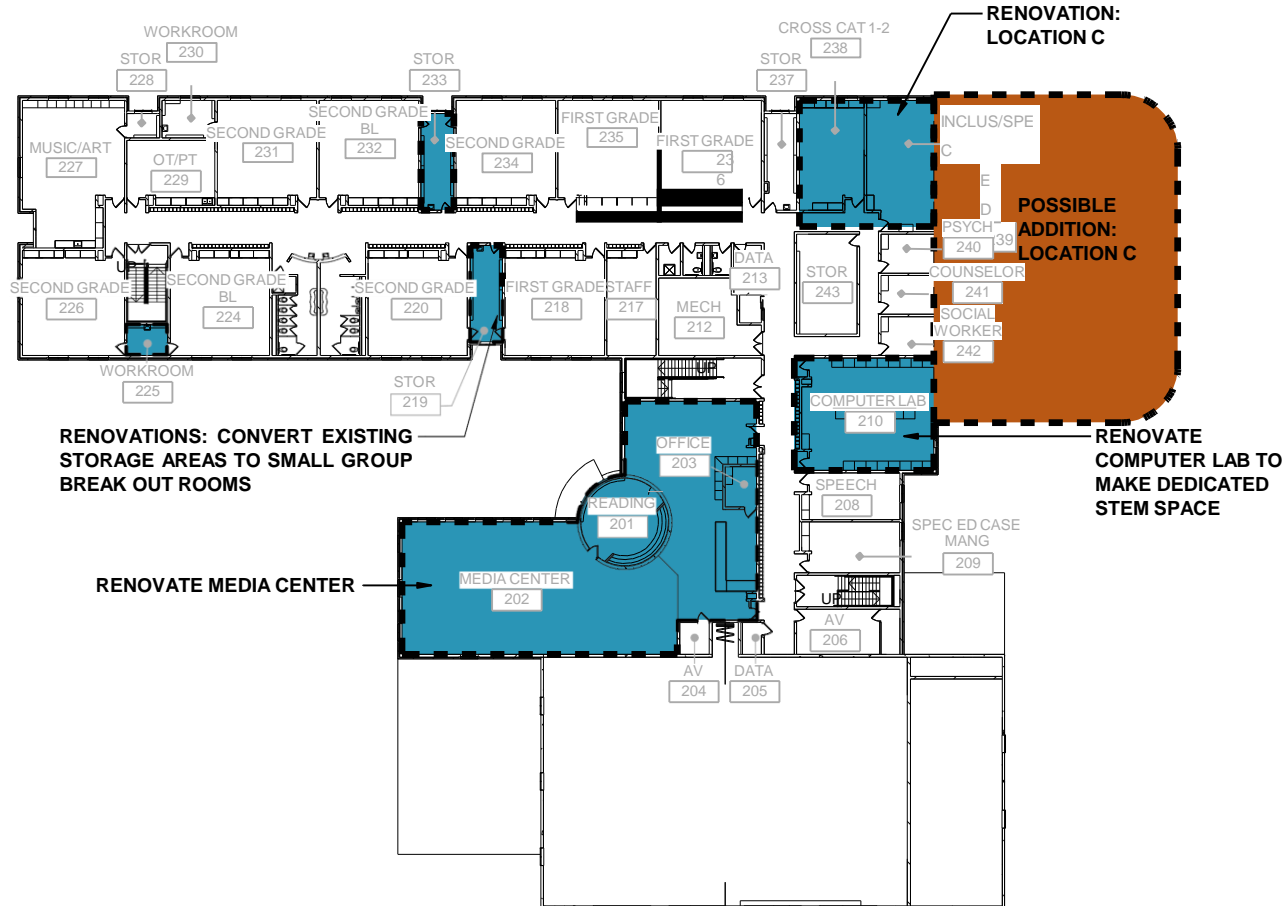 RENOVATION:
LOCATION C
WORKROOM
230
STOR
228
STOR
233
CROSS CAT 1-2
238
STOR
237
MUSIC/ART
227
OT/PT
229
SECOND GRADE
231
SECOND GRADE
BL
232
SECOND GRADE
234
FIRST GRADE
235
FIRST GRADE
23
6
INCLUS/SPE
C
E
D
39
POSSIBLE
ADDITION:
LOCATION C
PSYCH
240
COUNSELOR
241
SOCIAL
WORKER
242
STOR
243
DATA
213
SECOND GRADE
226
UP
SECOND GRADE
BL
224
SECOND GRADE
220
FIRST GRADE
218
STAFF
217
MECH
212
WORKROOM
225
STOR
219
UP
COMPUTER LAB
210
RENOVATIONS: CONVERT EXISTING
STORAGE AREAS TO SMALL GROUP
BREAK OUT ROOMS
OFFICE
203
RENOVATE
COMPUTER LAB TO
MAKE DEDICATED
STEM SPACE
READING
201
SPEECH
208
SPEC ED CASE
MANG
209
RENOVATE MEDIA CENTER
MEDIA CENTER
202
UP
AV
206
AV
204
DATA
205